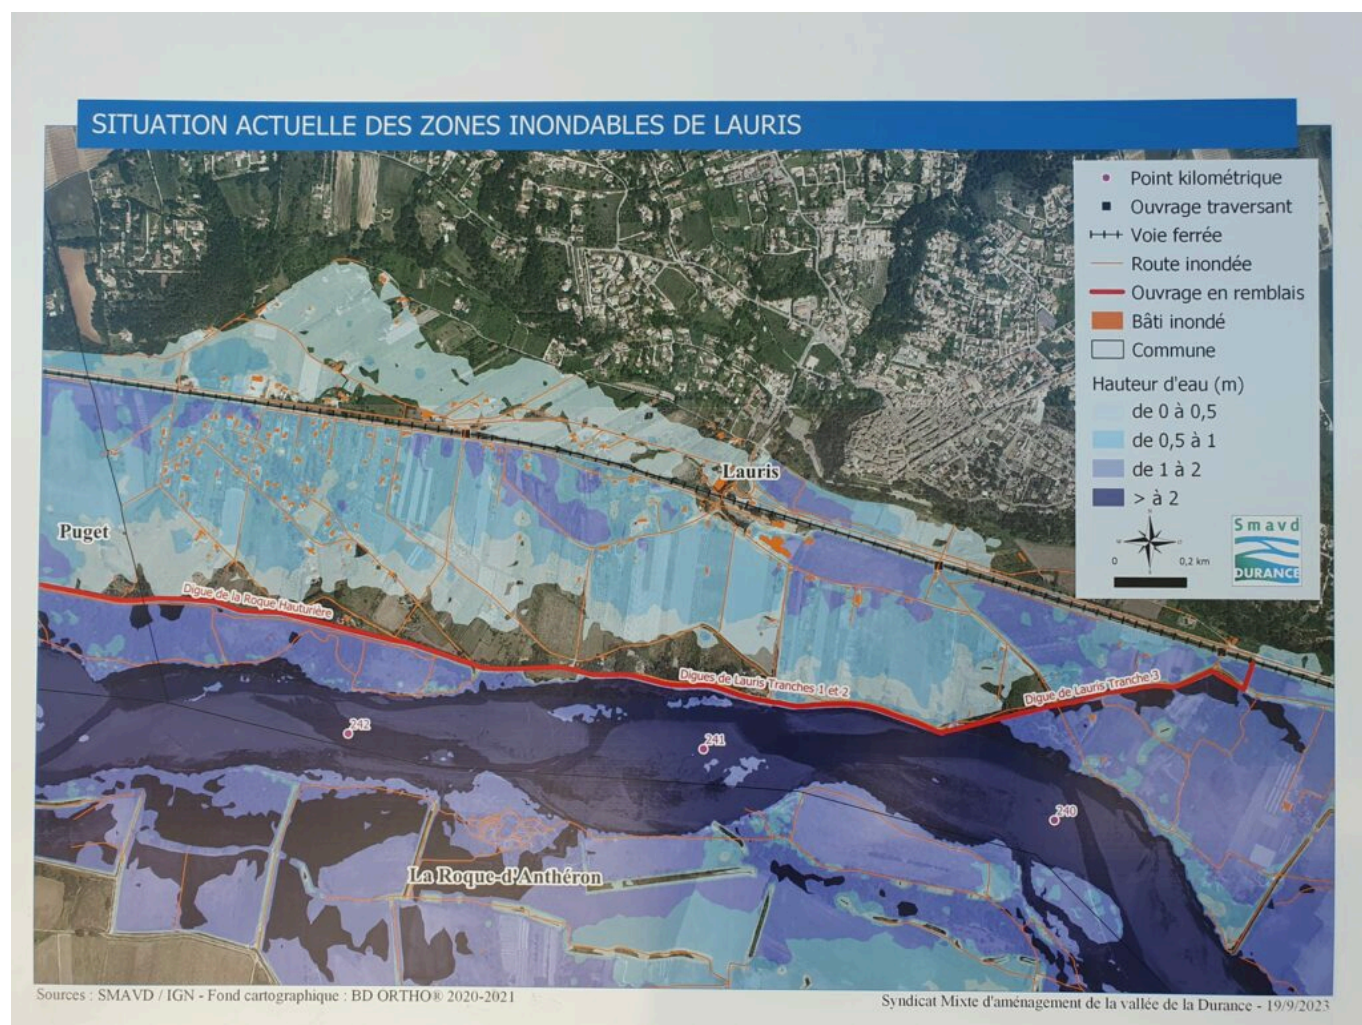 SITUATION ACTUELLE DES ZONES INONDABLES DE LAURIS
Point kilométrique
Ouvrage traversant
Voie ferrée
Route inondée
Ouvrage en remblais
Bâti inondé
Commune
Hauteur d'eau (m)
de 0 à 0,5
de 0,5 à 1
de 1 à 2
> à 2
0 0,2 km
Smavd
DURANCE
Lauris
Puget
Digue de la Roque Hauturière
Digues de Lauris Tranches 1 et 2
Digue de Lauris Tranche 3
242
241
240
La Roque-d'Anthéron
Sources : SMAVD / IGN - Fond cartographique : BD ORTHO® 2020-2021
Syndicat Mixte d'aménagement de la vallée de la Durance - 19/9/2023